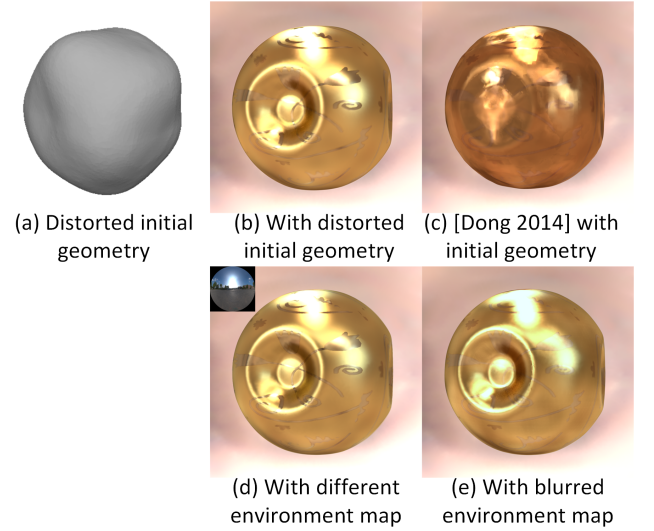 (a) Distorted initial
geometry
(b) With distorted
initial geometry
(c) [Dong 2014] with
initial geometry
(d) With different
environment map
(e) With blurred
environment map